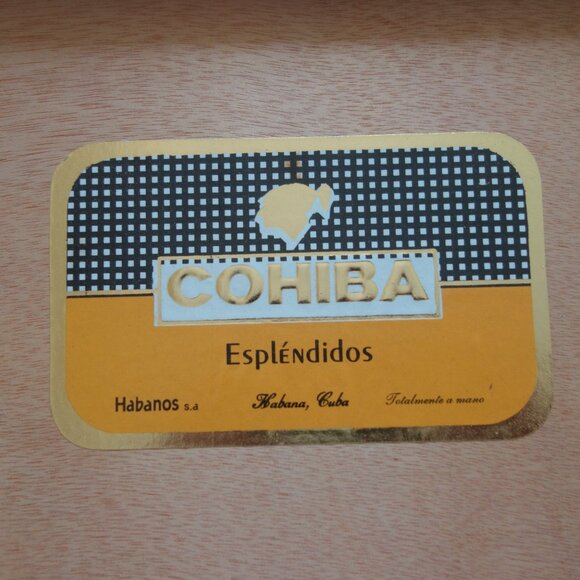 COHIBA
EsplÉNdidos
Habanos s.a Habana, Cuba Totalmente a mano